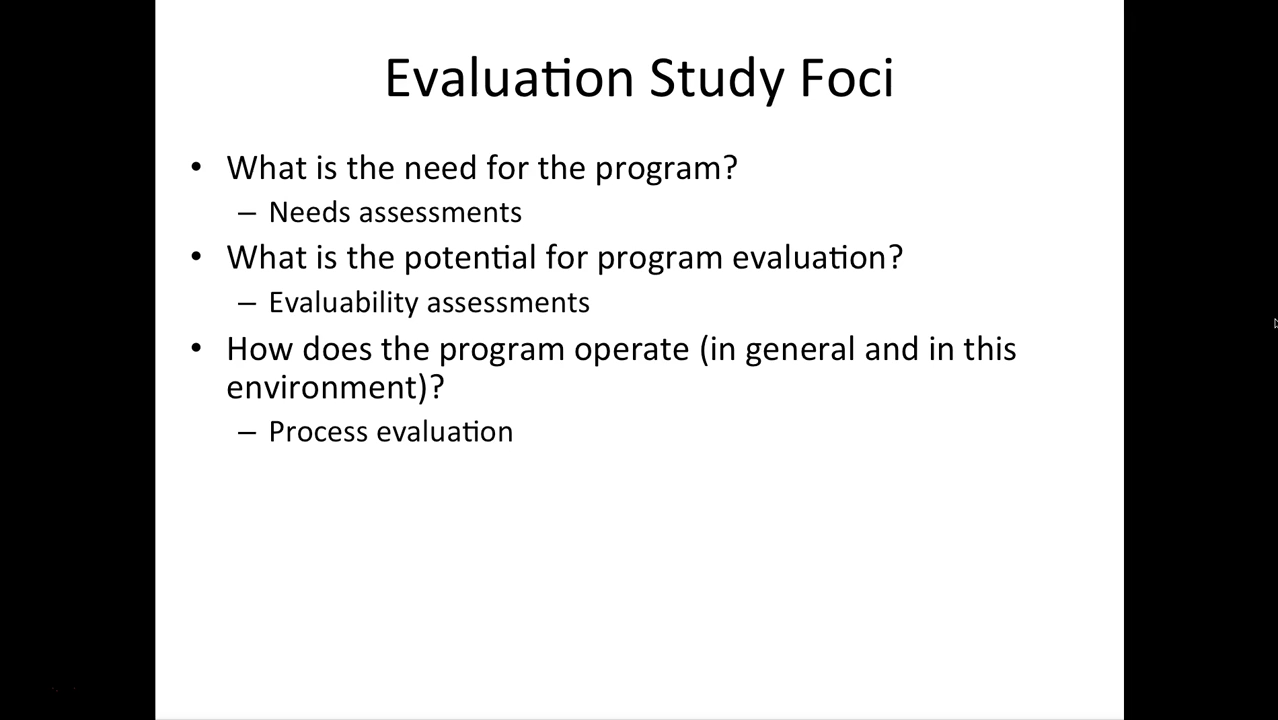 Evaluation Study Foci
• What is the need for the program?
– Needs assessments
• What is the potential for program evaluation?
– Evaluability assessments
• How does the program operate (in general and in this
environment)?
– Process evaluation